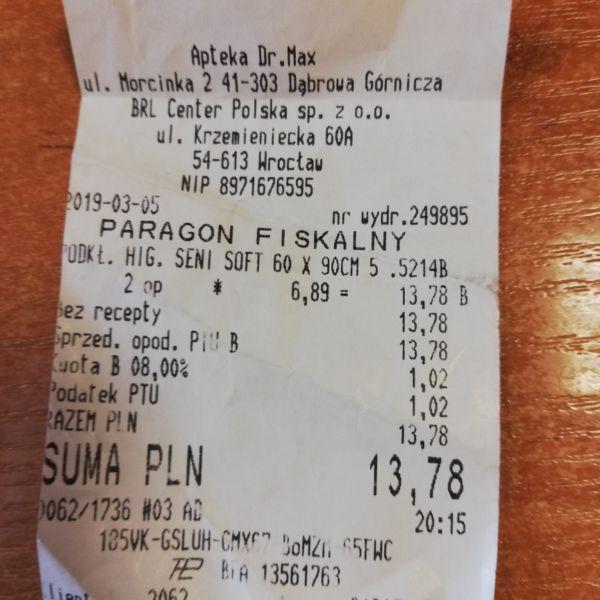 Apteka Dr.Max
ul. Morcinka 2 41-303 Dąbrowa Górnicza
BRL Center Polska sp. z o.o.
ul. Krzemieniecka 60A
54-613 Wrocław
NIP 8971676595
2019-03-05 nr wydr.249895
PARAGON FISKALNY
PODKŁ. HIG. SENI SOFT 60 X 90CM 5 .5214B
2 op * 6,89 = 13,78 B
Bez recepty 13,78
Sprzed. opod. PTU B 13,78
Kwota B 08,00% 1,02
Podatek PTU 1,02
RAZEM PLN 13,78
SUMA PLN 13,78
0062/1736 #03 AD 20:15
BFA 13561763
2062